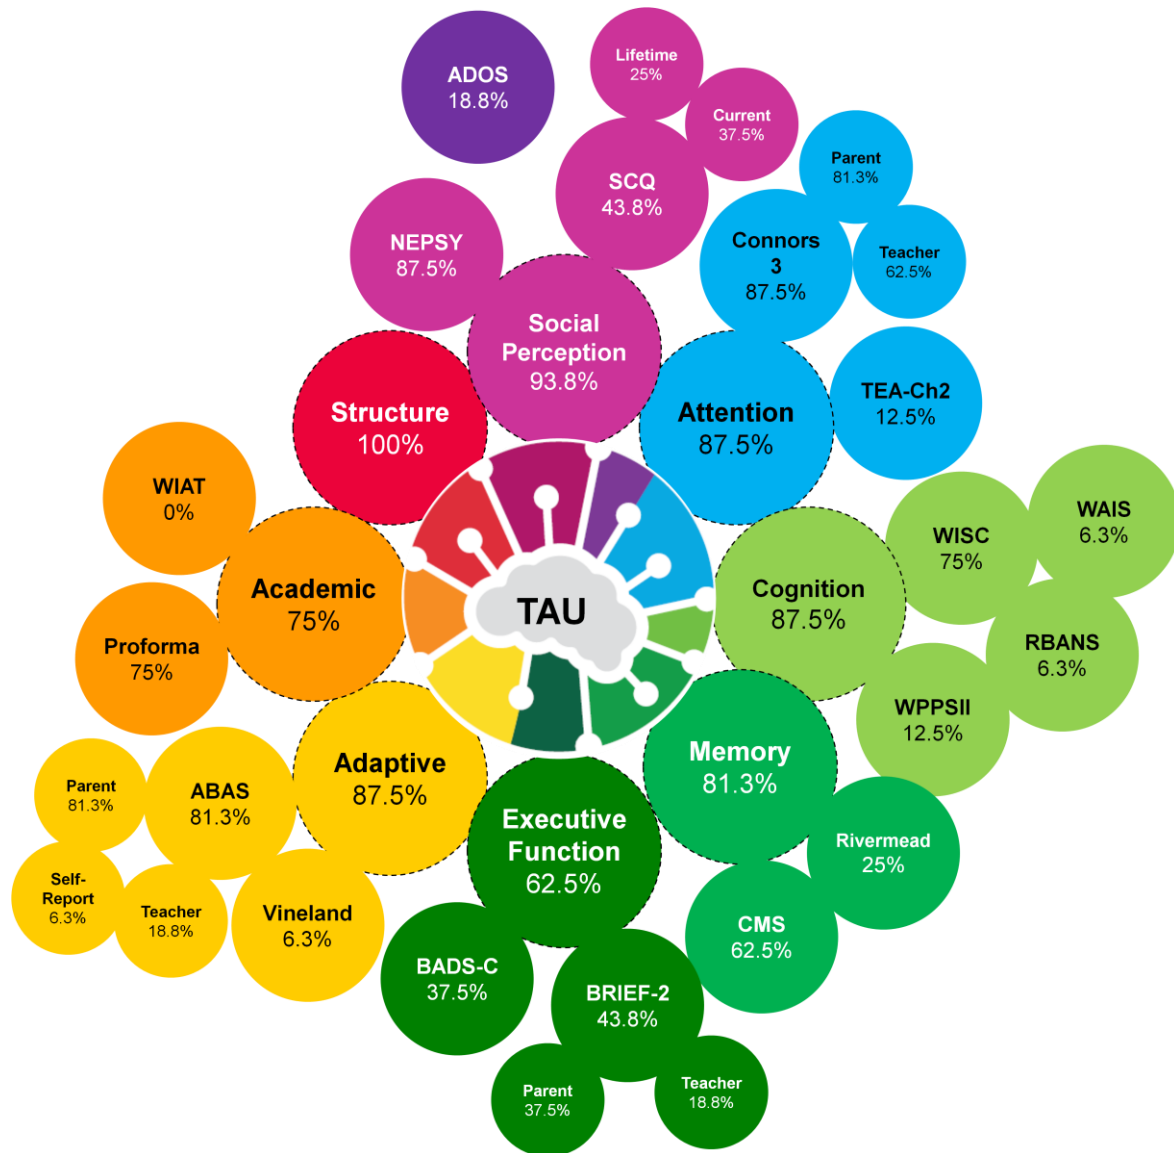 ADOS
18.8%
Lifetime
25%
Current
37.5%
SCQ
43.8%
NEPSY
87.5%
Social
Perception
93.8%
Parent
81.3%
Teacher
62.5%
Connors
3
87.5%
TEA-Ch2
12.5%
Attention
87.5%
Structure
100%
WIAT
0%
Academic
75%
Proforma
75%
TAU
Cognition
87.5%
WISC
75%
WAIS
6.3%
RBANS
6.3%
WPPSII
12.5%
Memory
81.3%
Rivermead
25%
CMS
62.5%
Adaptive
87.5%
ABAS
81.3%
Parent
81.3%
Self-
Report
6.3%
Teacher
18.8%
Vineland
6.3%
Executive
Function
62.5%
BADS-C
37.5%
BRIEF-2
43.8%
Parent
37.5%
Teacher
18.8%